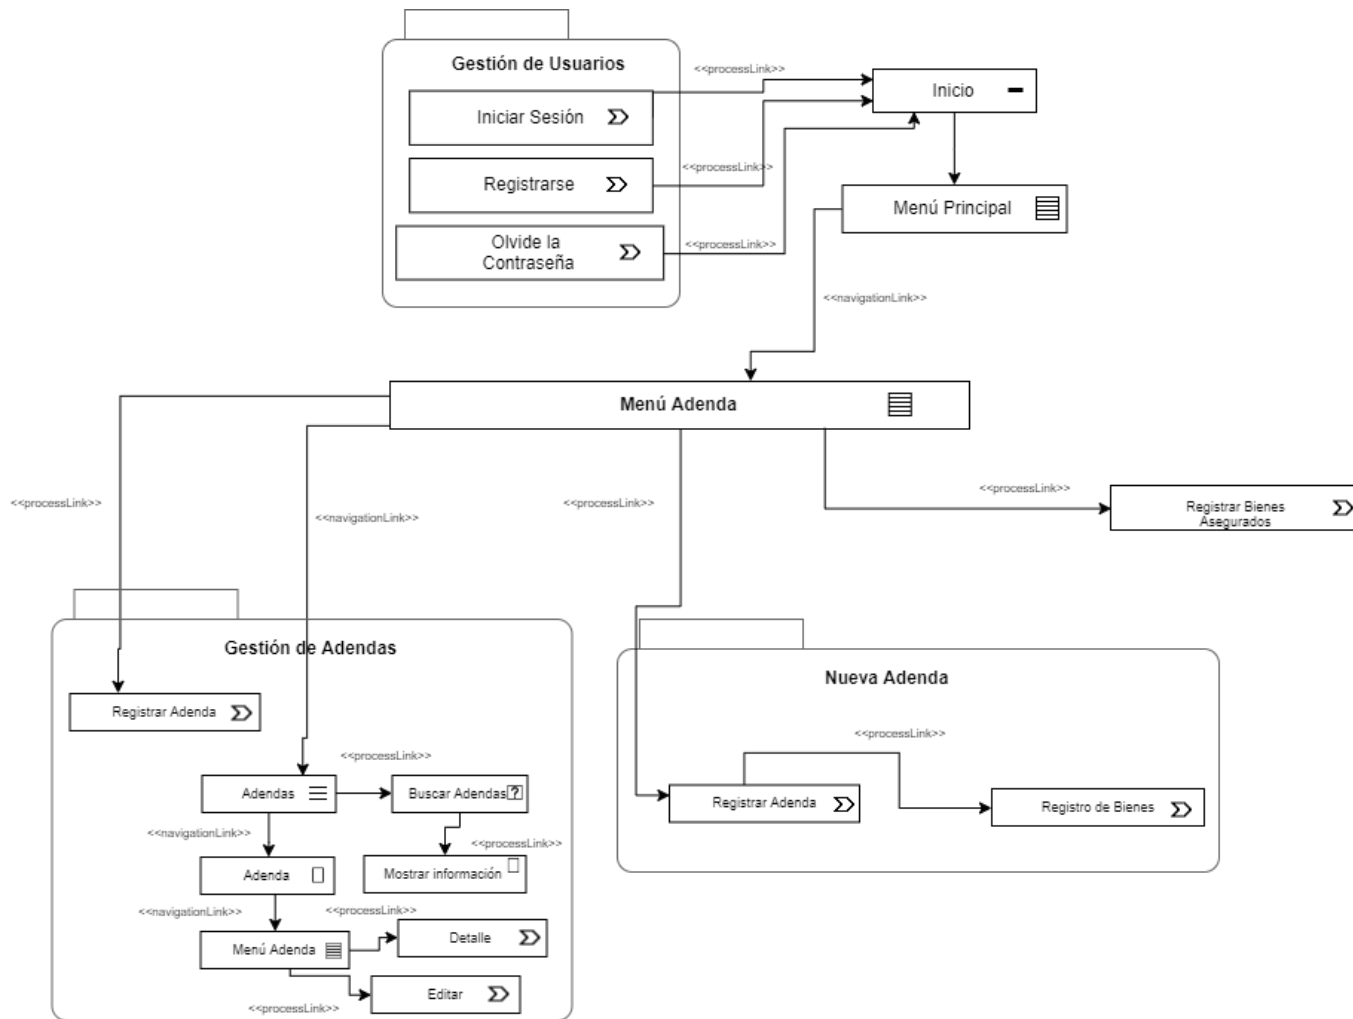 Gestión de Usuarios
<<processLink>>
Iniciar Sesión
Inicio
<<processLink>>
Registrarse
Menú Principal
Olvide la
Contraseña
<<processLink>>
<<navigationLink>>
Menú Adenda
<<processLink>>
<<navigationLink>>
<<processLink>>
<<processLink>>
Registrar Bienes
Asegurados
Gestión de Adendas
Registrar Adenda
<<processLink>>
Adendas
Buscar Adendas
?
<<navigationLink>>
<<processLink>>
Adenda
Mostrar información
<<navigationLink>>
<<processLink>>
Menú Adenda
Detalle
Editar
<<processLink>>
Nueva Adenda
<<processLink>>
Registrar Adenda
Registro de Bienes